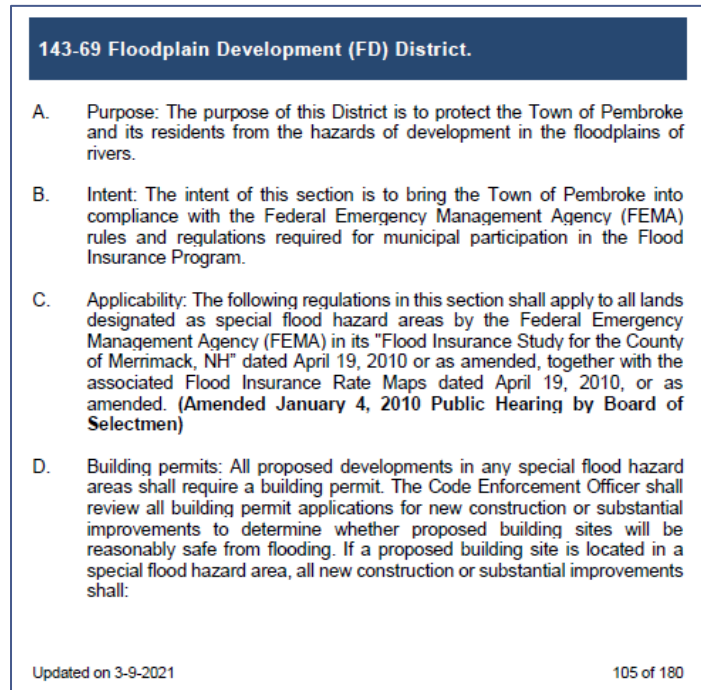 143-69 Floodplain Development (FD) District.
A. Purpose: The purpose of this District is to protect the Town of Pembroke
and its residents from the hazards of development in the floodplains of
rivers.
B. Intent: The intent of this section is to bring the Town of Pembroke into
compliance with the Federal Emergency Management Agency (FEMA)
rules and regulations required for municipal participation in the Flood
Insurance Program.
C. Applicability: The following regulations in this section shall apply to all lands
designated as special flood hazard areas by the Federal Emergency
Management Agency (FEMA) in its "Flood Insurance Study for the County
of Merrimack, NH" dated April 19, 2010 or as amended, together with the
associated Flood Insurance Rate Maps dated April 19, 2010, or as
amended. (Amended January 4, 2010 Public Hearing by Board of
Selectmen)
D. Building permits: All proposed developments in any special flood hazard
areas shall require a building permit. The Code Enforcement Officer shall
review all building permit applications for new construction or substantial
improvements to determine whether proposed building sites will be
reasonably safe from flooding. If a proposed building site is located in a
special flood hazard area, all new construction or substantial improvements
shall:
Updated on 3-9-2021 105 of 180